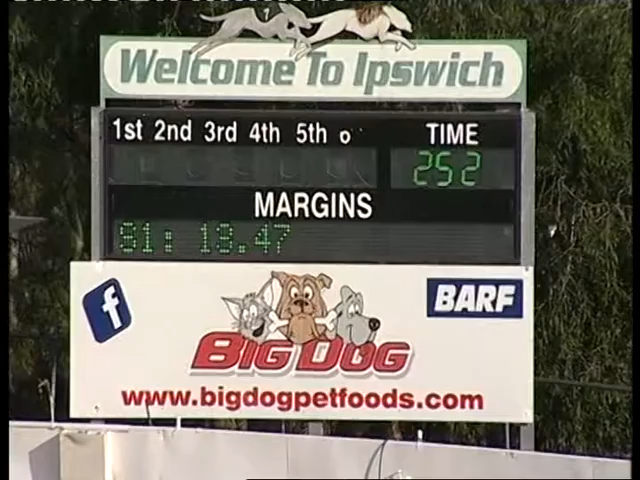 Welcome To Ipswich
1st 2nd 3rd 4th 5th o
TIME
252
MARGINS
81: 18.47
f
BARF
BIG DOG
www.bigdogpetfoods.com